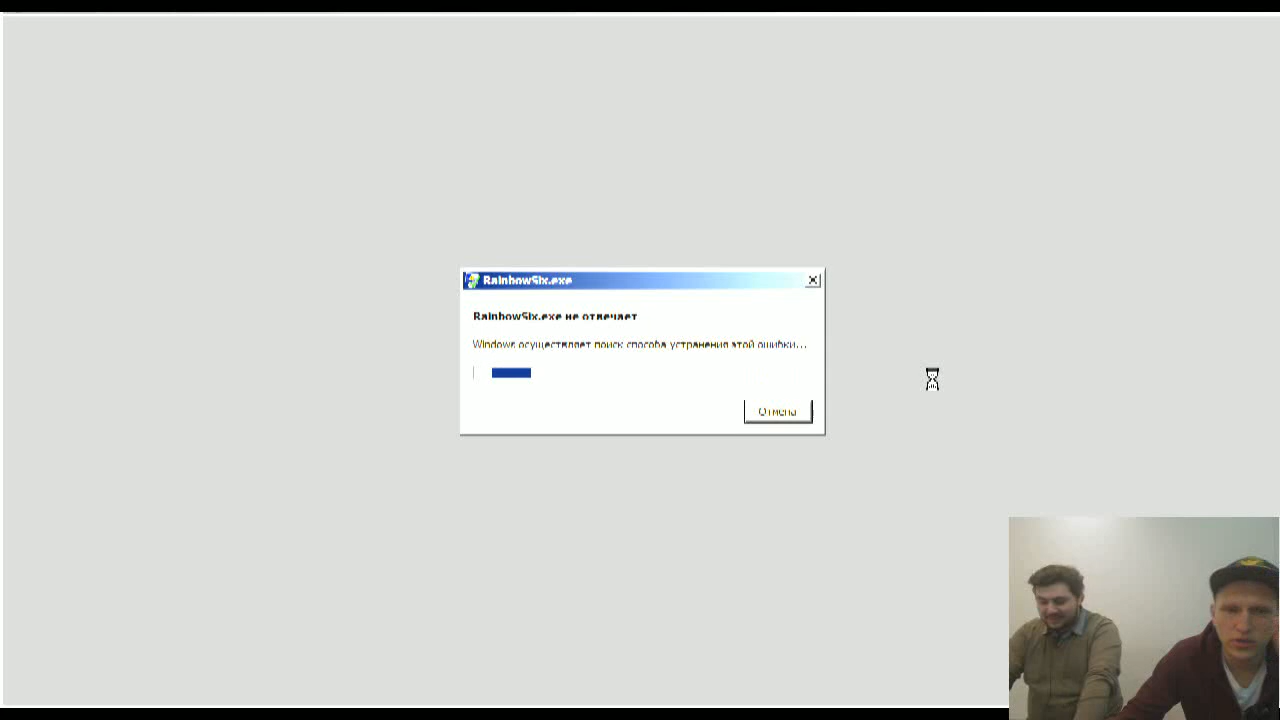 RainbowSix.exe
RainbowSix.exe не отвечает
Windows осуществляет поиск способа устранения этой ошибки...
Отмена